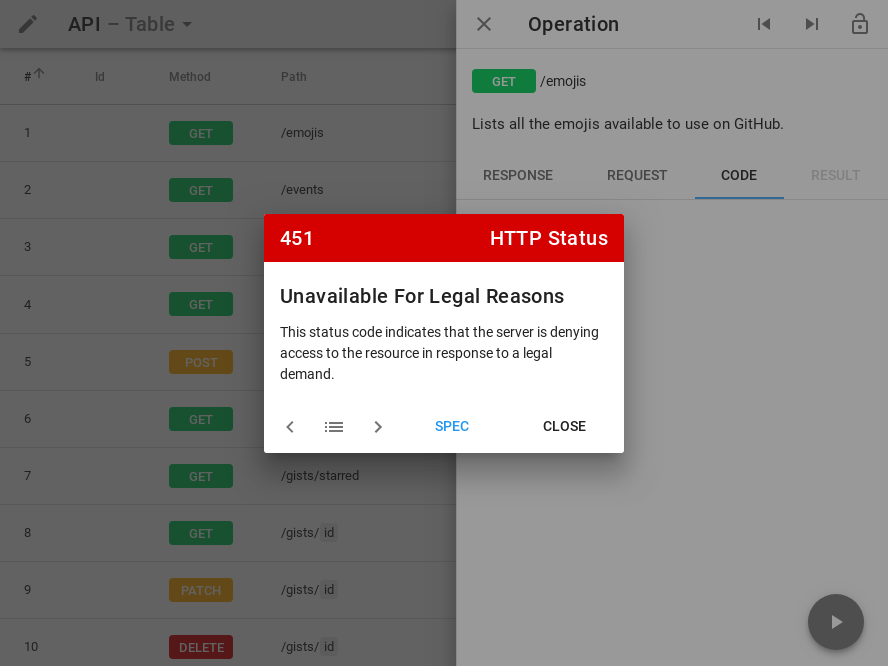 API – Table
# Id Method Path
1 GET /emojis
2 GET /events
3 GET
4 GET
5 POST
6 GET
7 GET /gists/starred
8 GET /gists/ id
9 PATCH /gists/ id
10 DELETE /gists/ id
Operation
GET /emojis
Lists all the emojis available to use on GitHub.
RESPONSE REQUEST CODE RESULT
451 HTTP Status
Unavailable For Legal Reasons
This status code indicates that the server is denying
access to the resource in response to a legal
demand.
SPEC CLOSE